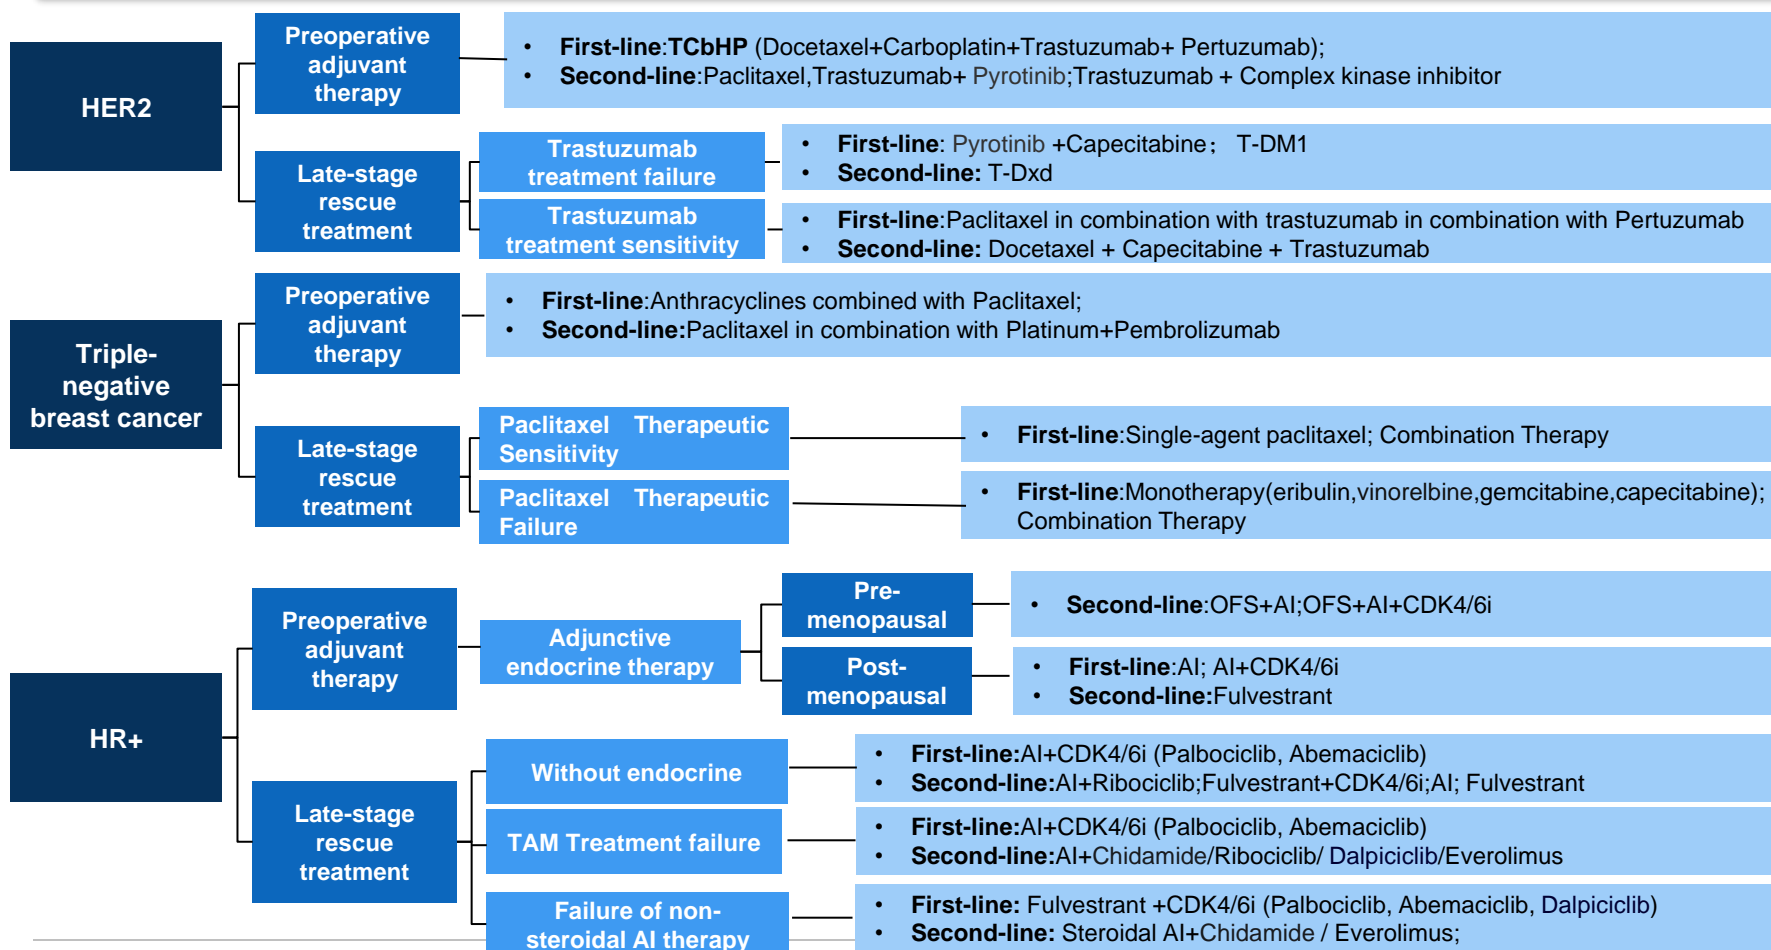 HER2
Preoperative
adjuvant
therapy
• First-line:TCbHP (Docetaxel+Carboplatin+Trastuzumab+ Pertuzumab);
• Second-line:Paclitaxel,Trastuzumab+ Pyrotinib;Trastuzumab + Complex kinase inhibitor
Late-stage
rescue
treatment
Trastuzumab
treatment failure
• First-line: Pyrotinib +Capecitabine； T-DM1
• Second-line: T-Dxd
Trastuzumab
treatment sensitivity
• First-line:Paclitaxel in combination with trastuzumab in combination with Pertuzumab
• Second-line: Docetaxel + Capecitabine + Trastuzumab
Triple-
negative
breast cancer
Preoperative
adjuvant
therapy
• First-line:Anthracyclines combined with Paclitaxel;
• Second-line:Paclitaxel in combination with Platinum+Pembrolizumab
Late-stage
rescue
treatment
Paclitaxel Therapeutic
Sensitivity
• First-line:Single-agent paclitaxel; Combination Therapy
Paclitaxel Therapeutic
Failure
• First-line:Monotherapy(eribulin,vinorelbine,gemcitabine,capecitabine);
Combination Therapy
HR+
Preoperative
adjuvant
therapy
Adjunctive
endocrine therapy
Pre-
menopausal
• Second-line:OFS+AI;OFS+AI+CDK4/6i
Post-
menopausal
• First-line:AI; AI+CDK4/6i
• Second-line:Fulvestrant
Late-stage
rescue
treatment
Without endocrine
• First-line:AI+CDK4/6i (Palbociclib, Abemaciclib)
• Second-line:AI+Ribociclib;Fulvestrant+CDK4/6i;AI; Fulvestrant
TAM Treatment failure
• First-line:AI+CDK4/6i (Palbociclib, Abemaciclib)
• Second-line:AI+Chidamide/Ribociclib/ Dalpiciclib/Everolimus
Failure of non-
steroidal AI therapy
• First-line: Fulvestrant +CDK4/6i (Palbociclib, Abemaciclib, Dalpiciclib)
• Second-line: Steroidal AI+Chidamide / Everolimus;